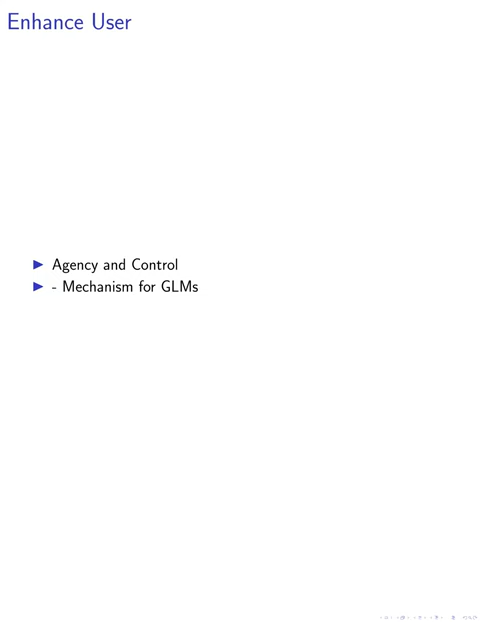 Enhance User
Agency and Control
- Mechanism for GLMs